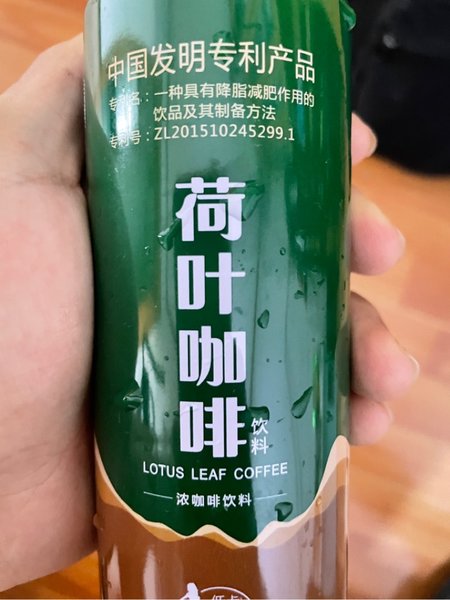 中国发明专利产品
专利名：一种具有降脂减肥作用的
饮品及其制备方法
专利号：ZL201510245299.1
荷叶咖啡
饮料
LOTUS LEAF COFFEE
浓咖啡饮料